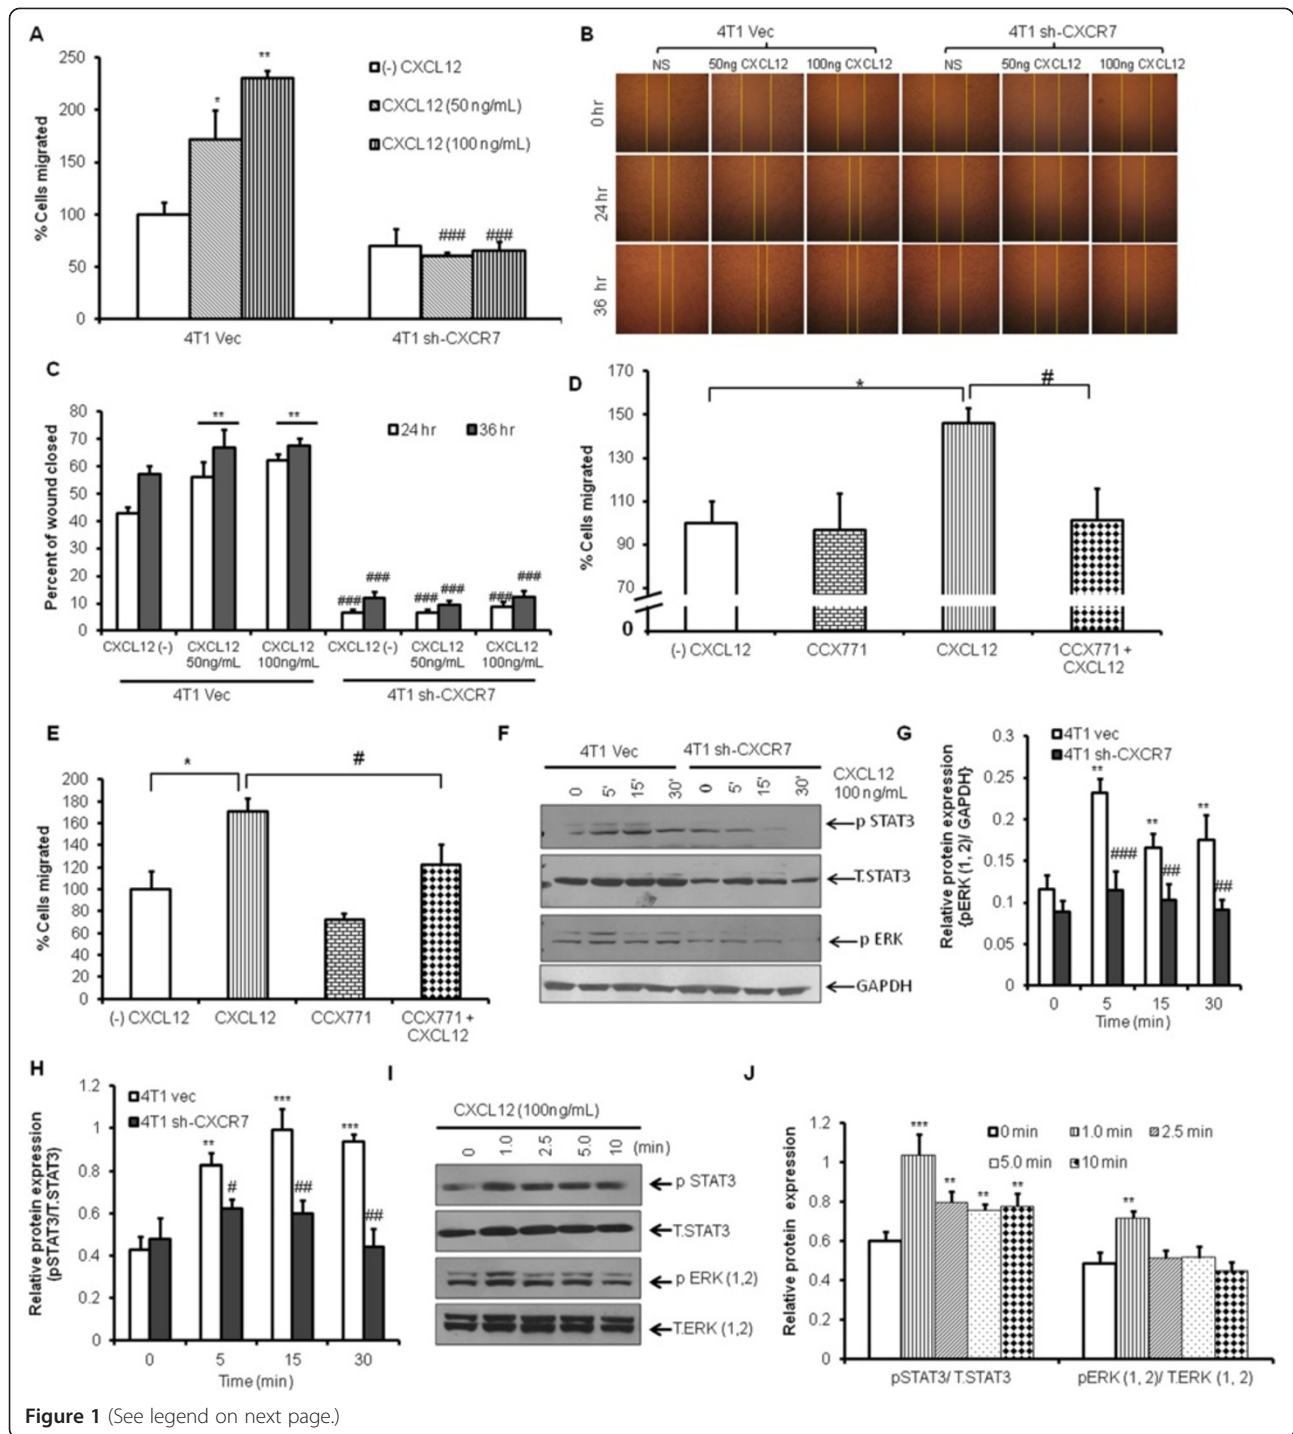 A
250
200
150
100
50
0
% Cells migrated
*
**
###
###
(-) CXCL12
CXCL12 (50 ng/mL)
CXCL12 (100 ng/mL)
4T1 Vec
4T1 sh-CXCR7
B
4T1 Vec
4T1 sh-CXCR7
NS
50ng CXCL12
100ng CXCL12
NS
50ng CXCL12
100ng CXCL12
0 hr
24 hr
36 hr
C
80
70
60
50
40
30
20
10
0
Percent of wound closed
**
**
###
###
###
###
###
###
24 hr
36 hr
CXCL12 (-)
CXCL12
50ng/mL
CXCL12
100ng/mL
CXCL12 (-)
CXCL12
50ng/mL
CXCL12
100ng/mL
4T1 Vec
4T1 sh-CXCR7
D
170
150
130
110
90
70
0
% Cells migrated
*
#
(-) CXCL12
CCX771
CXCL12
CCX771 +
CXCL12
E
200
180
160
140
120
100
80
60
40
20
0
% Cells migrated
*
#
(-) CXCL12
CXCL12
CCX771
CCX771 +
CXCL12
F
4T1 Vec
4T1 sh-CXCR7
0
5'
15'
30'
0
5'
15'
30'
CXCL12
100 ng/mL
p STAT3
T.STAT3
p ERK
GAPDH
G
4T1 vec
4T1 sh-CXCR7
0.3
0.25
0.2
0.15
0.1
0.05
0
Relative protein expression
{pERK (1, 2)/ GAPDH}
**
**
**
###
##
##
0
5
15
30
Time (min)
H
4T1 vec
4T1 sh-CXCR7
1.2
1
0.8
0.6
0.4
0.2
0
Relative protein expression
(pSTAT3/T.STAT3)
**
***
***
#
##
##
0
5
15
30
Time (min)
I
CXCL12 (100ng/mL)
0
1.0
2.5
5.0
10
(min)
p STAT3
T.STAT3
p ERK (1,2)
T.ERK (1,2)
J
1.2
1
0.8
0.6
0.4
0.2
0
Relative protein expression
***
**
**
**
**
0 min
1.0 min
2.5 min
5.0 min
10 min
pSTAT3/ T.STAT3
pERK (1, 2)/ T.ERK (1, 2)
Figure 1 (See legend on next page.)